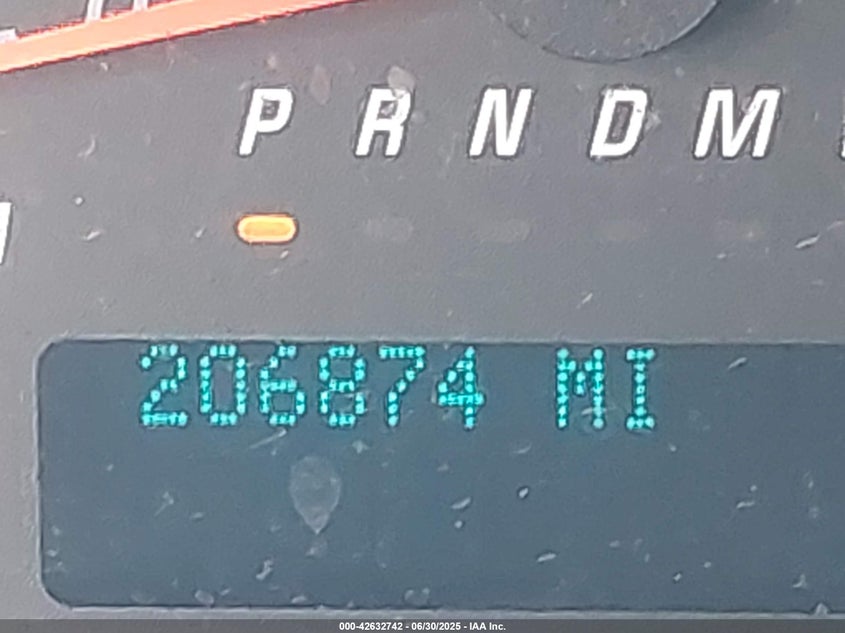 P R N D M
206874 MI
000-42632742 - 06/30/2025 - IAA Inc.